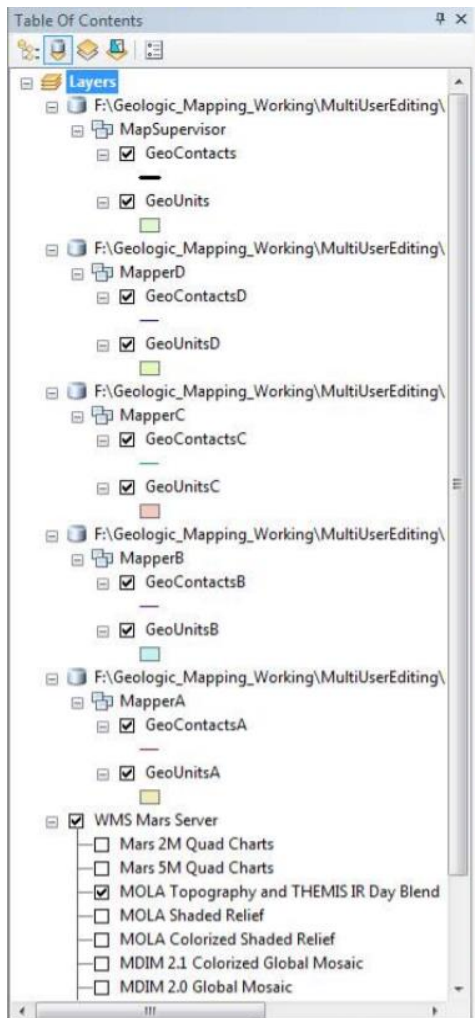 Table Of Contents
Layers
F:\Geologic_Mapping_Working\MultiUserEditing\
MapSupervisor
GeoContacts
GeoUnits
F:\Geologic_Mapping_Working\MultiUserEditing\
MapperD
GeoContactsD
GeoUnitsD
F:\Geologic_Mapping_Working\MultiUserEditing\
MapperC
GeoContactsC
GeoUnitsC
F:\Geologic_Mapping_Working\MultiUserEditing\
MapperB
GeoContactsB
GeoUnitsB
F:\Geologic_Mapping_Working\MultiUserEditing\
MapperA
GeoContactsA
GeoUnitsA
WMS Mars Server
Mars 2M Quad Charts
Mars 5M Quad Charts
MOLA Topography and THEMIS IR Day Blend
MOLA Shaded Relief
MOLA Colorized Shaded Relief
MDIM 2.1 Colorized Global Mosaic
MDIM 2.0 Global Mosaic